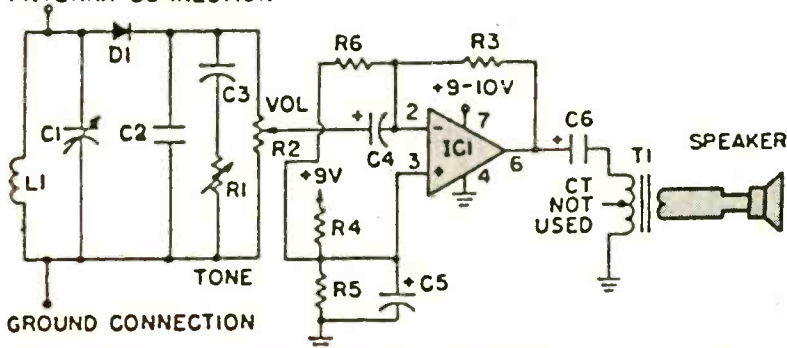 D1
C3
R6
R3
+9-10V
VOL
C1
C2
R2
+
C4
2
-
7
IC1
6
+
C6
T1
SPEAKER
L1
R1
+9V
3
+
4
CT
NOT
USED
R4
TONE
R5
+
C5
GROUND CONNECTION